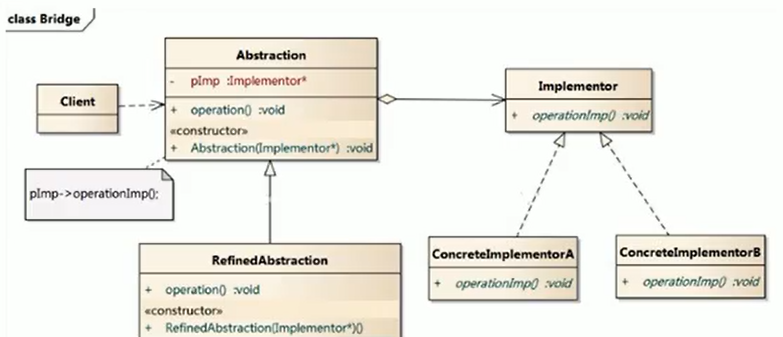 class Bridge
Abstraction
- pImp :Implementor*
+ operation() :void
«constructor»
+ Abstraction(Implementor*) :void
Client
pImp->operationImp();
Implementor
+ operationImp() :void
RefinedAbstraction
+ operation() :void
«constructor»
+ RefinedAbstraction(Implementor*)()
ConcreteImplementorA
+ operationImp() :void
ConcreteImplementorB
+ operationImp() :void